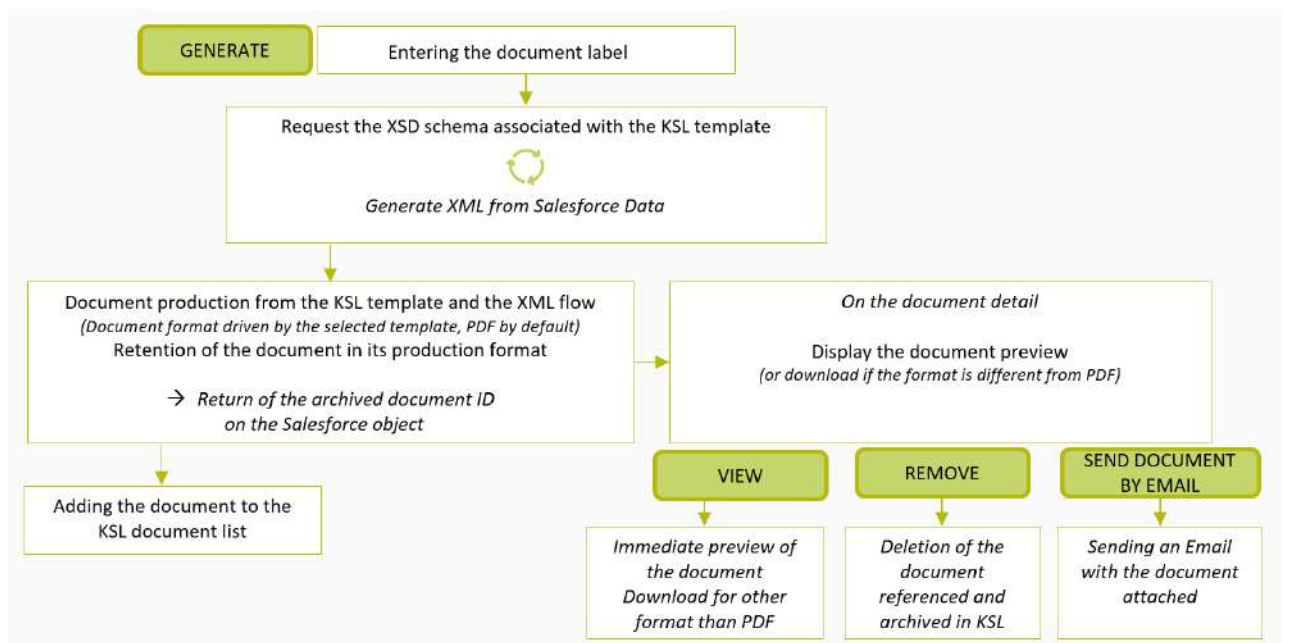 GENERATE
Entering the document label
Request the XSD schema associated with the KSL template
Generate XML from Salesforce Data
Document production from the KSL template and the XML flow
(Document format driven by the selected template, PDF by default)
Retention of the document in its production format
→ Return of the archived document ID
on the Salesforce object
On the document detail
Display the document preview
(or download if the format is different from PDF)
Adding the document to the
KSL document list
VIEW
Immediate preview of
the document
Download for other
format than PDF
REMOVE
Deletion of the
document
referenced and
archived in KSL
SEND DOCUMENT
BY EMAIL
Sending an Email
with the document
attached